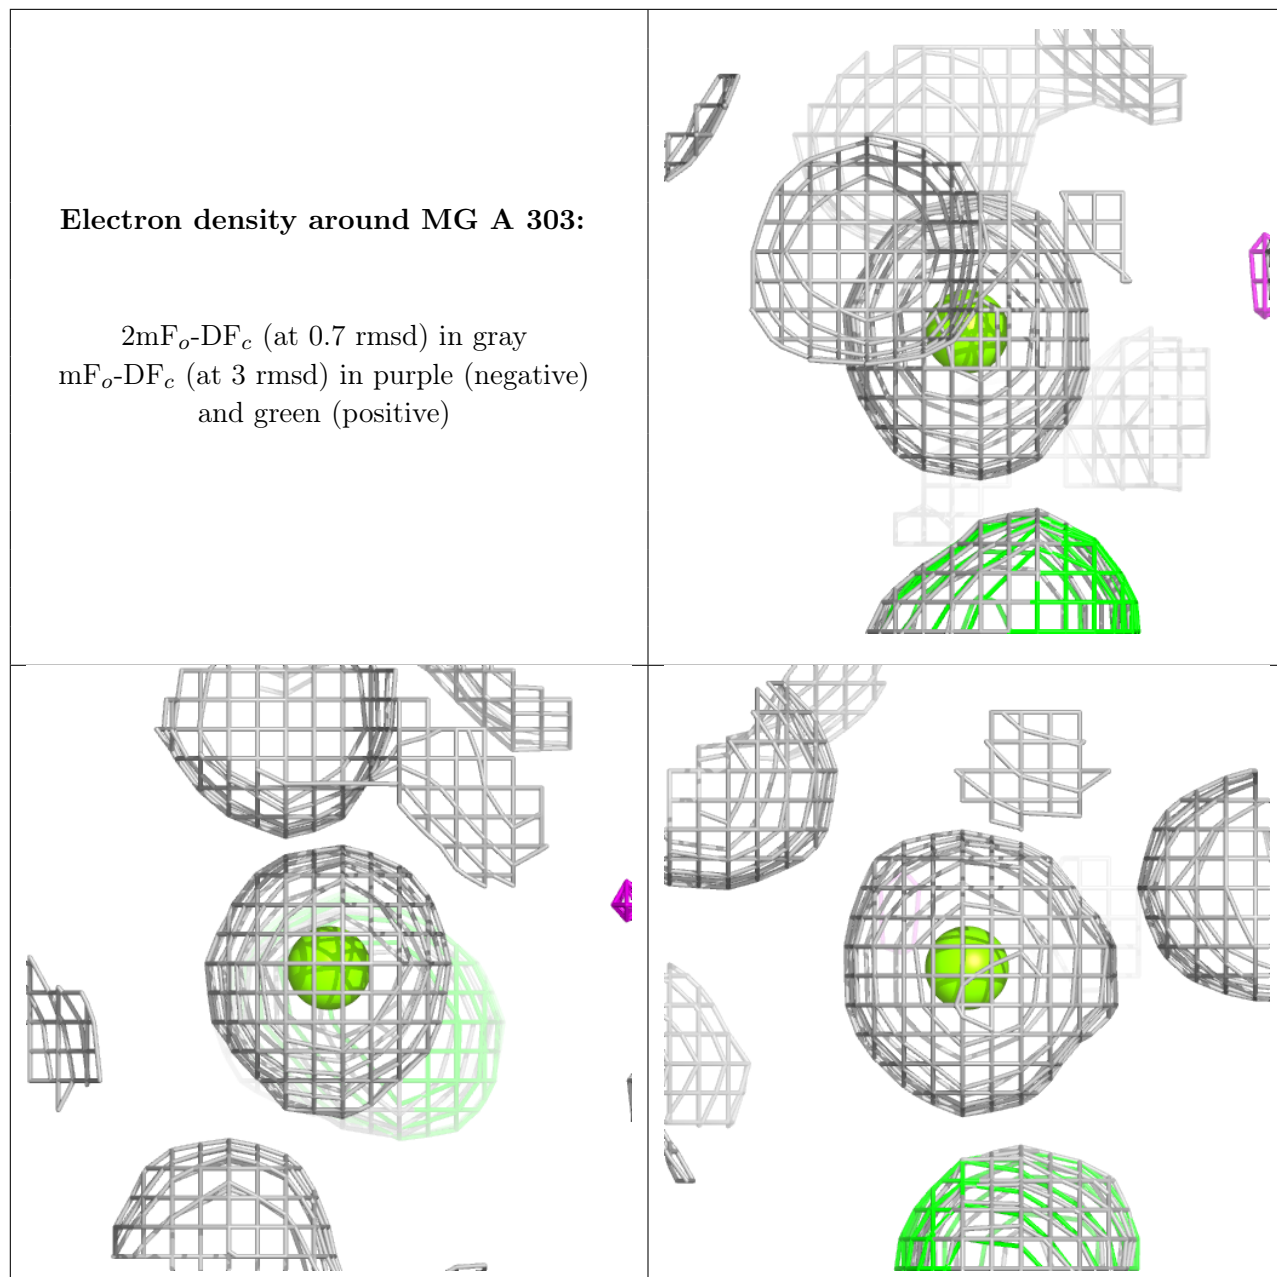 Electron density around MG A 303:
2mFo-DFc (at 0.7 rmsd) in gray
mFo-DFc (at 3 rmsd) in purple (negative)
and green (positive)